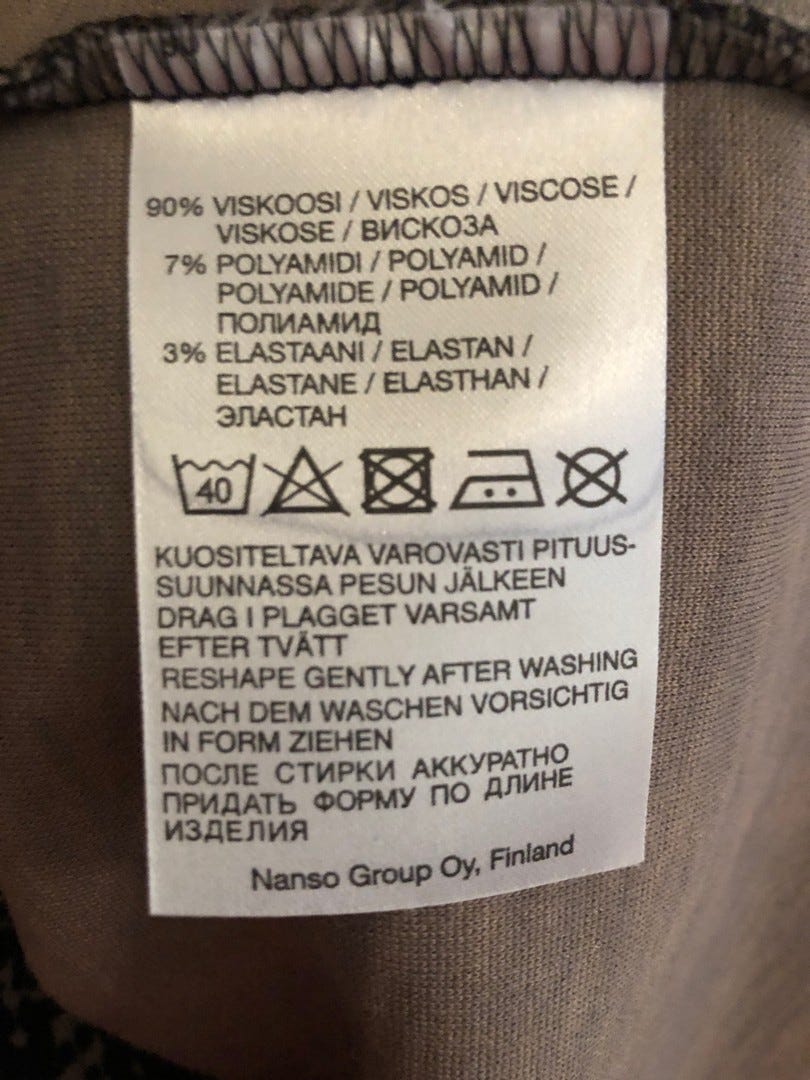 90% VISKOOSI / VISKOS / VISCOSE /
VISKOSE / ВИСКОЗА
7% POLYAMIDI / POLYAMID /
POLYAMIDE / POLYAMID /
ПОЛИАМИД
3% ELASTAANI / ELASTAN /
ELASTANE / ELASTHAN /
ЭЛАСТАН
40
KUOSITELTAVA VAROVASTI PITUUS-
SUUNNASSA PESUN JÄLKEEN
DRAG I PLAGGET VARSAMT
EFTER TVÄTT
RESHAPE GENTLY AFTER WASHING
NACH DEM WASCHEN VORSICHTIG
IN FORM ZIEHEN
ПОСЛЕ СТИРКИ АККУРАТНО
ПРИДАТЬ ФОРМУ ПО ДЛИНЕ
ИЗДЕЛИЯ
Nanso Group Oy, Finland